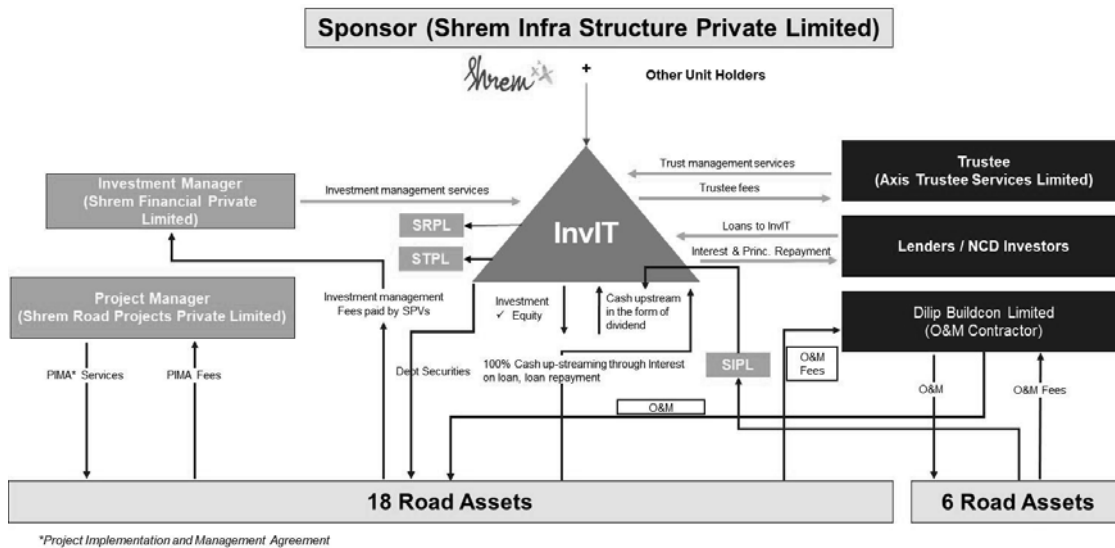 Sponsor (Shrem Infra Structure Private Limited)
Shrem
+
Other Unit Holders
Investment Manager
(Shrem Financial Private
Limited)
Investment management services
SRPL
STPL
InvIT
Trust management services
Trustee fees
Trustee
(Axis Trustee Services Limited)
Loans to InvIT
Interest & Princ. Repayment
Lenders / NCD Investors
Project Manager
(Shrem Road Projects Private Limited)
Investment management
Fees paid by SPVs
Investment
✓ Equity
Cash upstream
in the form of
dividend
Dilip Buildcon Limited
(O&M Contractor)
PIMA* Services
PIMA Fees
Debt Securities
100% Cash up-streaming through Interest
on loan, loan repayment
SIPL
O&M
Fees
O&M
O&M Fees
O&M
18 Road Assets
6 Road Assets
*Project Implementation and Management Agreement